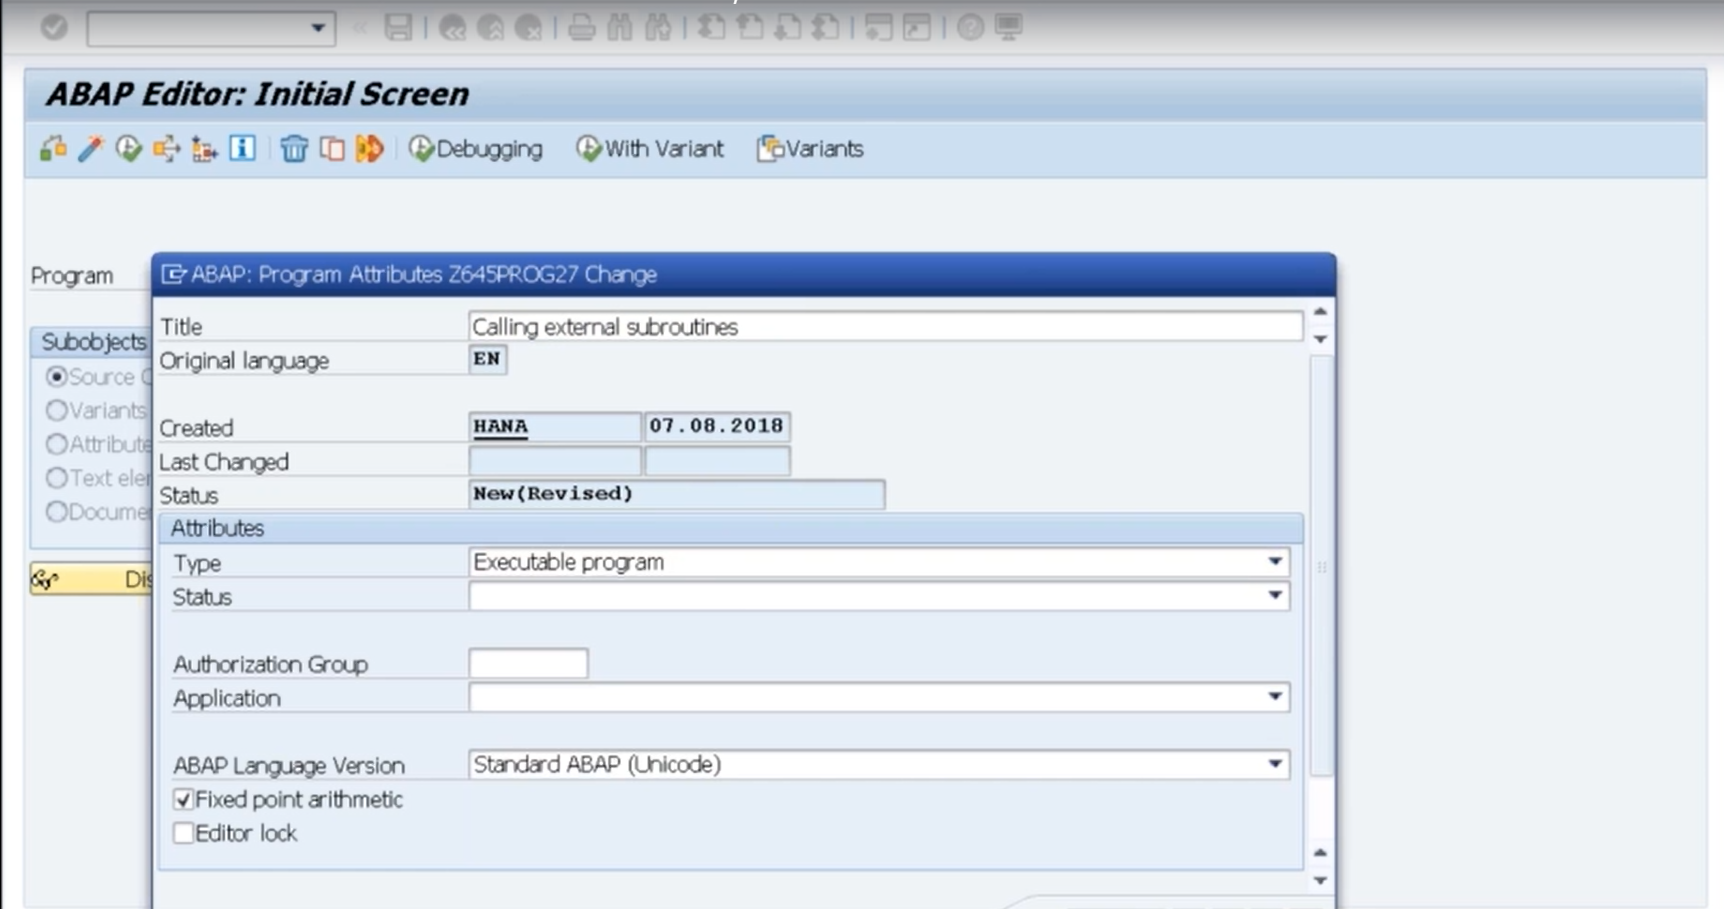 ABAP Editor: Initial Screen
Debugging With Variant Variants
Program
ABAP: Program Attributes Z645PROG27 Change
Title Calling external subroutines
Original language EN
Created HANA 07.08.2018
Last Changed
Status New(Revised)
Attributes
Type Executable program
Status
Authorization Group
Application
ABAP Language Version Standard ABAP (Unicode)
Fixed point arithmetic
Editor lock
Subobjects
Source C
Variants
Attribute
Text eler
Docume
Dis